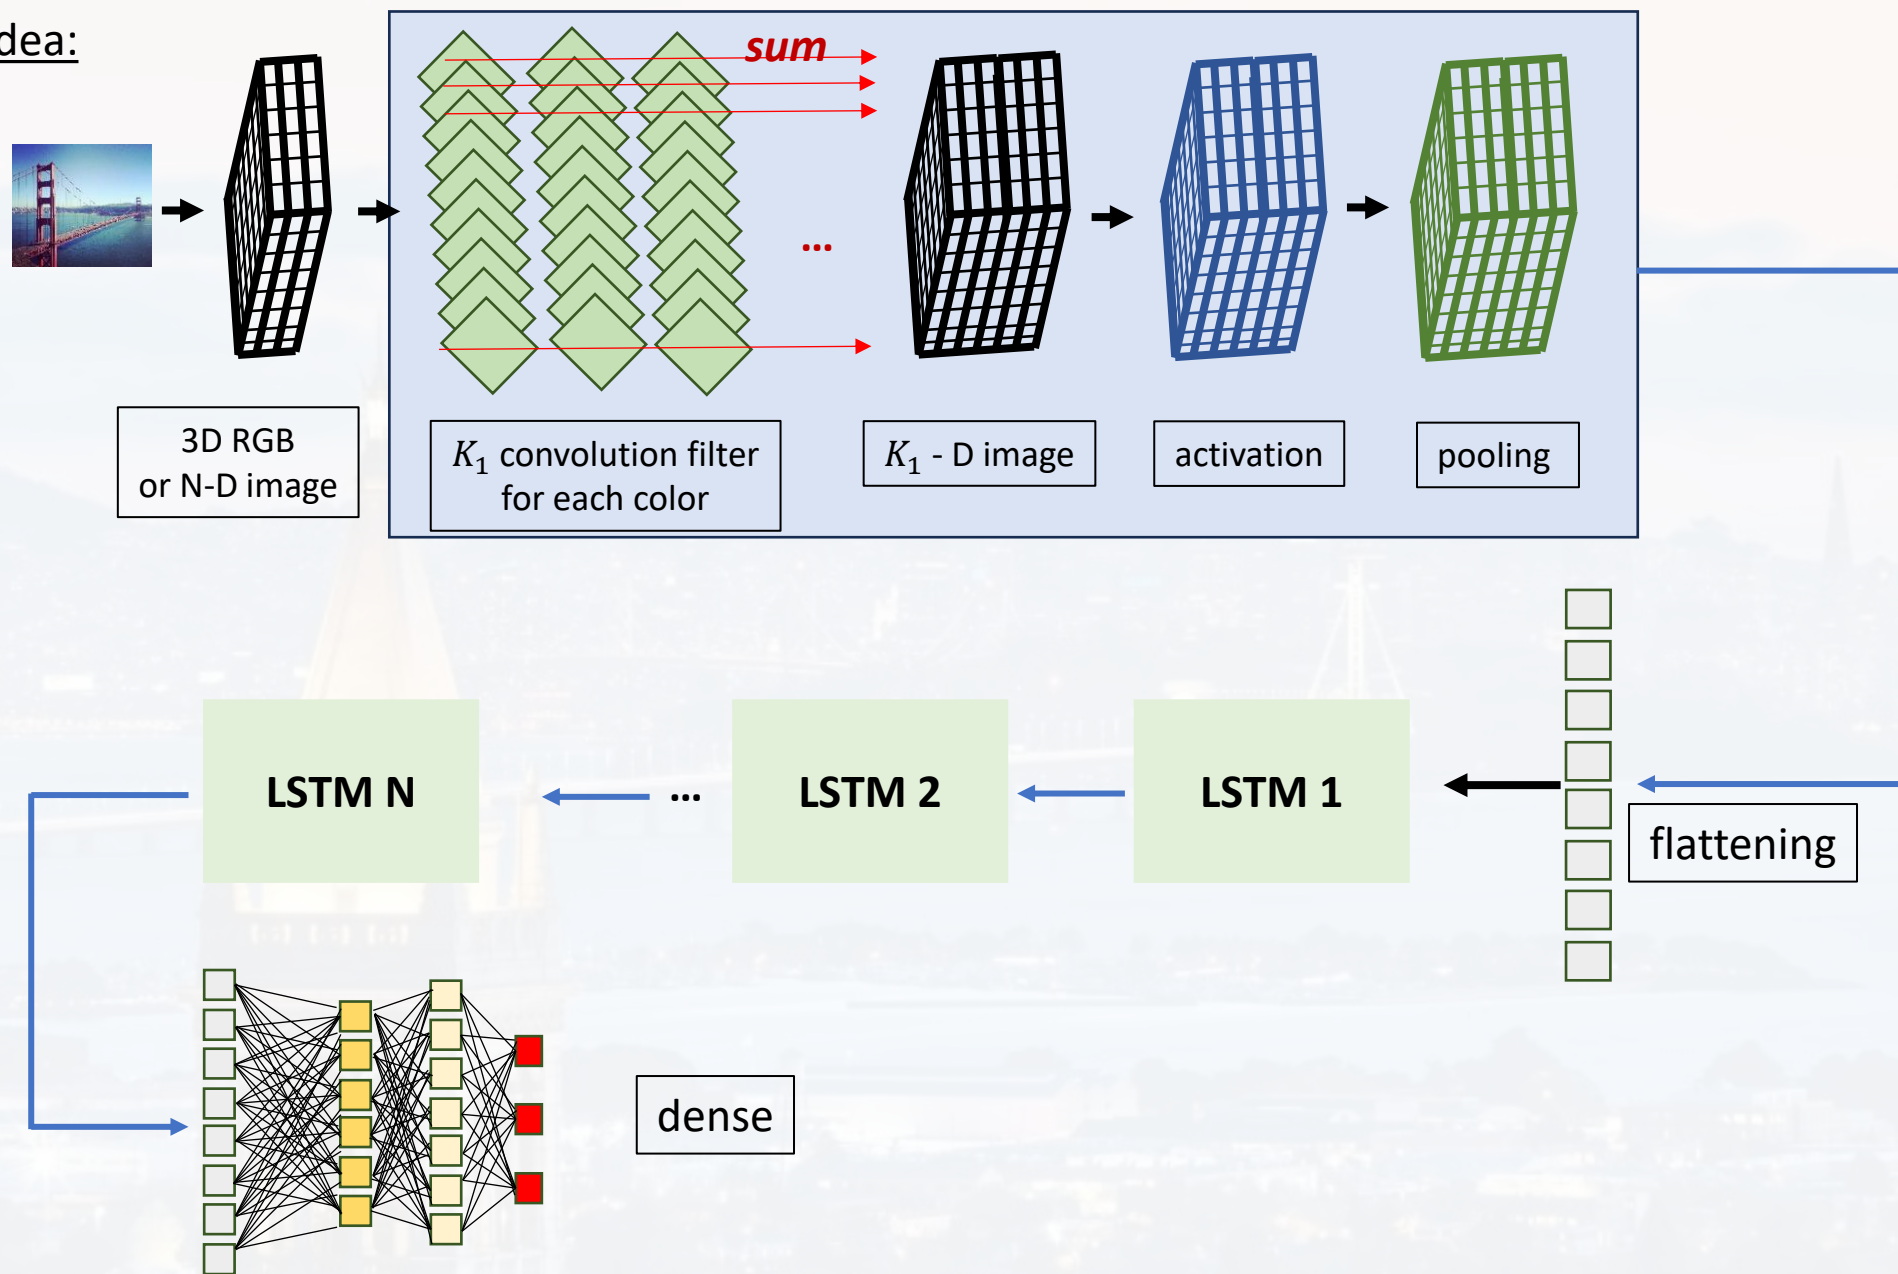 dea:
sum
...
3D RGB
or N-D image
K₁ convolution filter
for each color
K₁ - D image
activation
pooling
LSTM N
...
LSTM 2
LSTM 1
flattening
dense